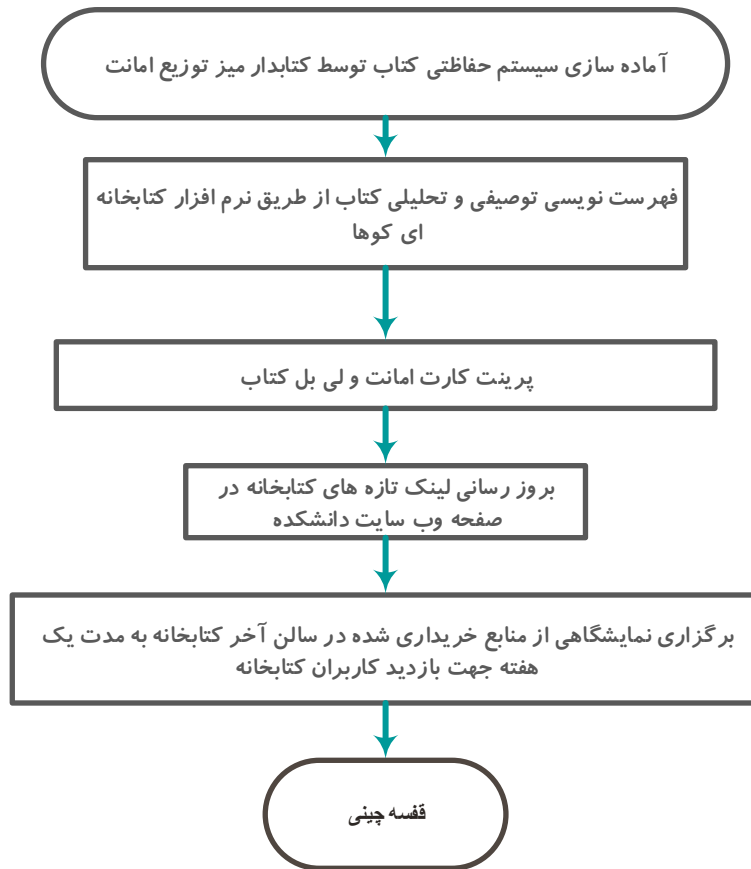 آماده سازی سیستم حفاظتی کتاب توسط کتابدار میز توزیع امانت
فهرست نویسی توصیفی و تحلیلی کتاب از طریق نرم افزار کتابخانه
ای کوها
پرینت کارت امانت و لی بل کتاب
بروز رسانی لینک تازه های کتابخانه در
صفحه وب سایت دانشکده
برگزاری نمایشگاهی از منابع خریداری شده در سالن آخر کتابخانه به مدت یک
هفته جهت بازدید کاربران کتابخانه
قفسه چینی